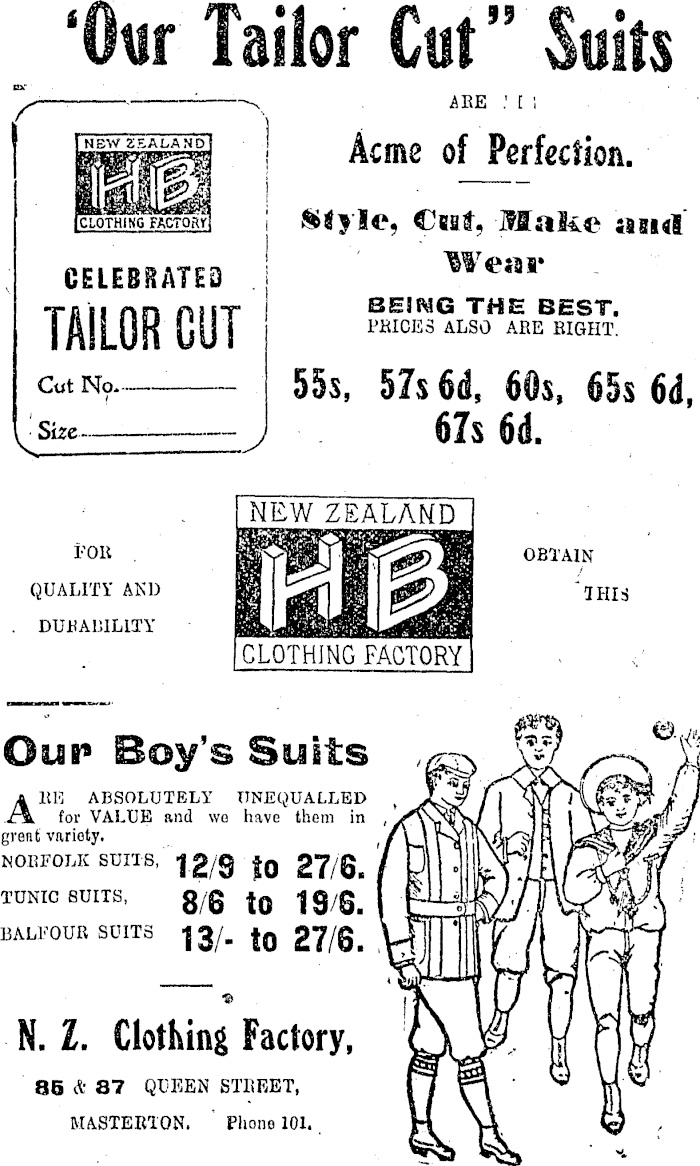 'Our Tailor Cut" Suits
NEW ZEALAND
HB
CLOTHING FACTORY
CELEBRATED
TAILOR CUT
Cut No.
Size
ARE
Acme of Perfection.
Style, Cut, Make and
Wear
BEING THE BEST.
PRICES ALSO ARE RIGHT.
55s, 57s 6d, 60s, 65s 6d,
67s 6d.
FOR
QUALITY AND
DURABILITY
NEW ZEALAND
HB
CLOTHING FACTORY
OBTAIN
THIS
Our Boy's Suits
ARE ABSOLUTELY UNEQUALLED
for VALUE and we have them in
great variety.
NORFOLK SUITS, 12/9 to 27/6.
TUNIC SUITS, 8/6 to 19/6.
BALFOUR SUITS 13/- to 27/6.
N. Z. Clothing Factory,
85 & 87 QUEEN STREET,
MASTERTON. Phone 101.